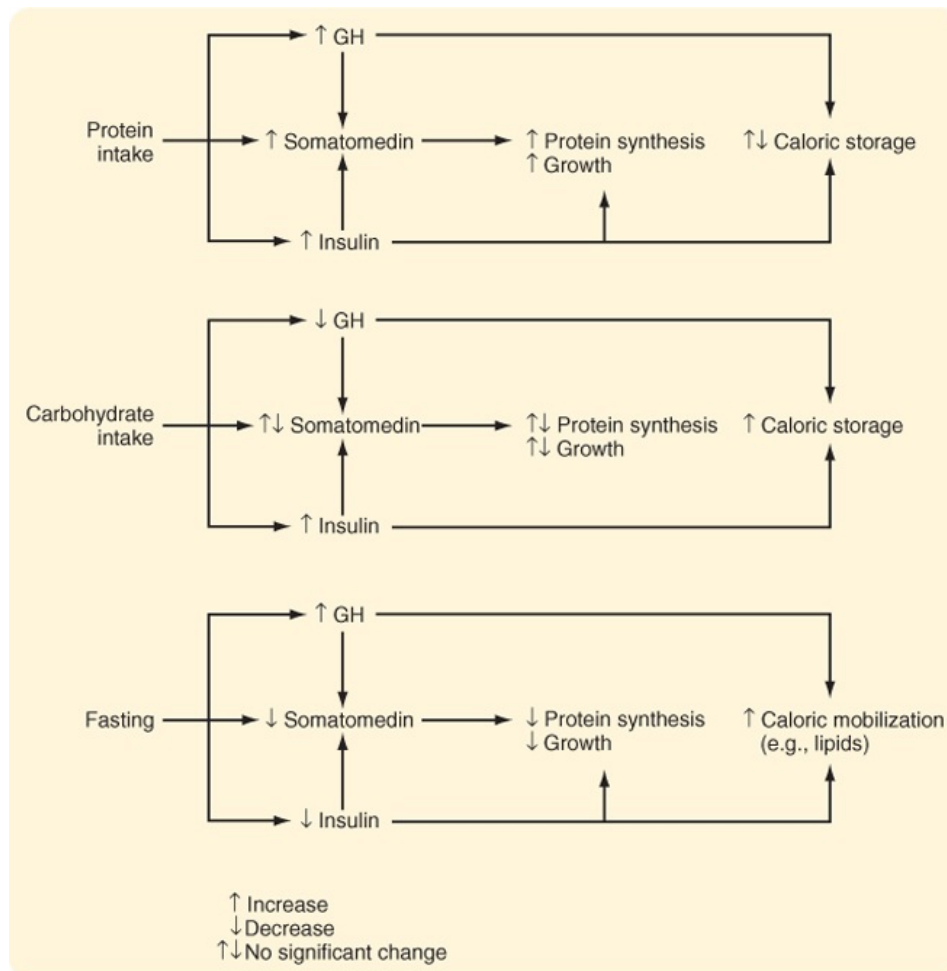 ↑ GH
Protein
intake
↑ Somatomedin
↑ Protein synthesis
↑ Growth
↑↓ Caloric storage
↑ Insulin
↓ GH
Carbohydrate
intake
↑↓ Somatomedin
↑↓ Protein synthesis
↑↓ Growth
↑ Caloric storage
↑ Insulin
↑ GH
Fasting
↓ Somatomedin
↓ Protein synthesis
↓ Growth
↑ Caloric mobilization
(e.g., lipids)
↓ Insulin
↑ Increase
↓ Decrease
↑↓ No significant change